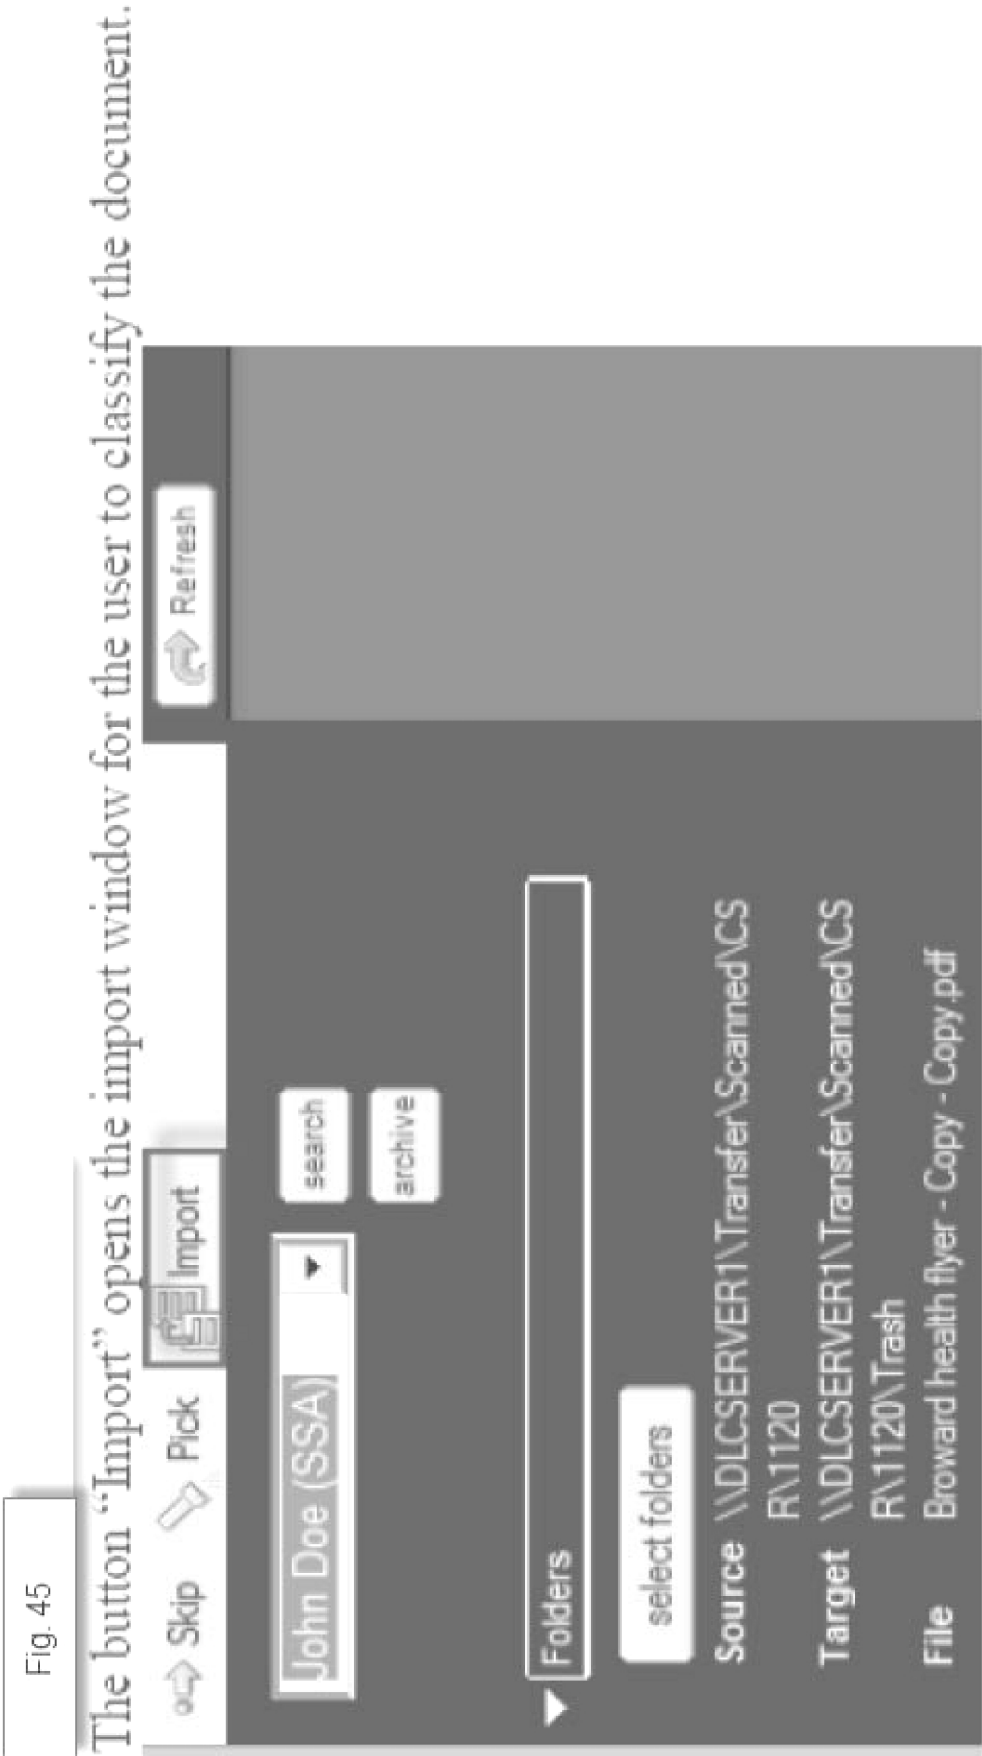 Fig. 45
The button “Import” opens the import window for the user to classify the document.
Skip Pick Import Refresh
John Doe (SSA) search
archive
Folders
select folders
Source \\DLCSERVER1\Transfer\Scanned\CS
R\1120
Target \\DLCSERVER1\Transfer\Scanned\CS
R\1120\Trash
File Broward health flyer - Copy - Copy.pdf